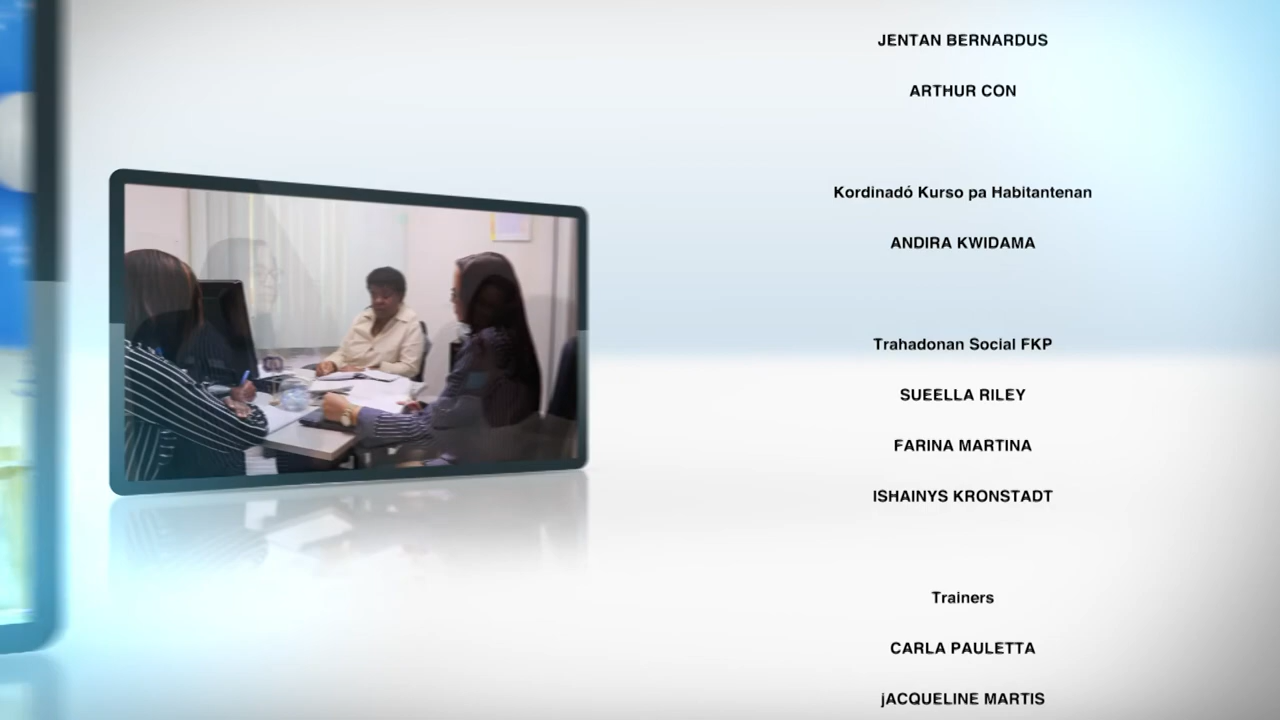 JENTAN BERNARDUS
ARTHUR CON
Kordinadó Kurso pa Habitantenan
ANDIRA KWIDAMA
Trahadonan Social FKP
SUEELLA RILEY
FARINA MARTINA
ISHAINYS KRONSTADT
Trainers
CARLA PAULETTA
jACQUELINE MARTIS